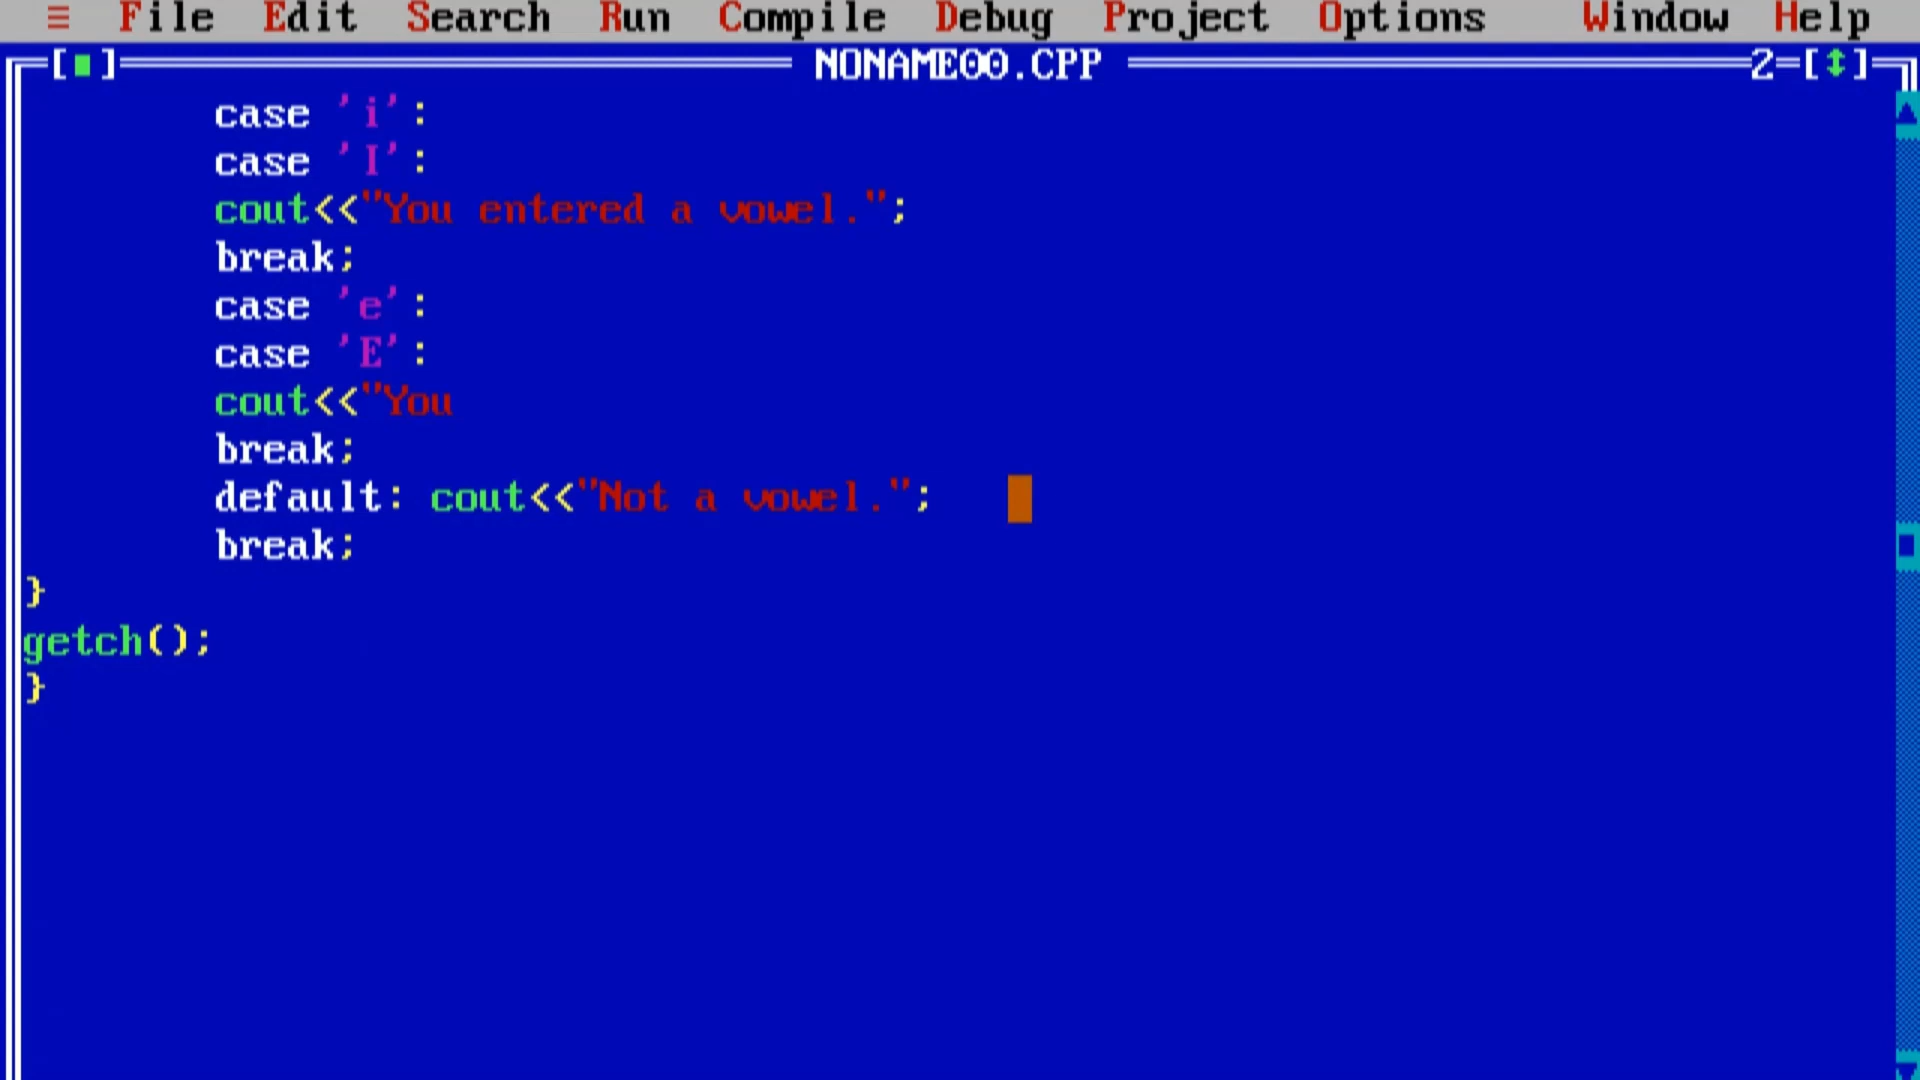 ≡ File Edit Search Run Compile Debug Project Options Window Help
[■] NONAME00.CPP 2=[↕]
case 'i':
case 'I':
cout<<"You entered a vowel.";
break;
case 'e':
case 'E':
cout<<"You
break;
default: cout<<"Not a vowel.";
break;
}
getch();
}